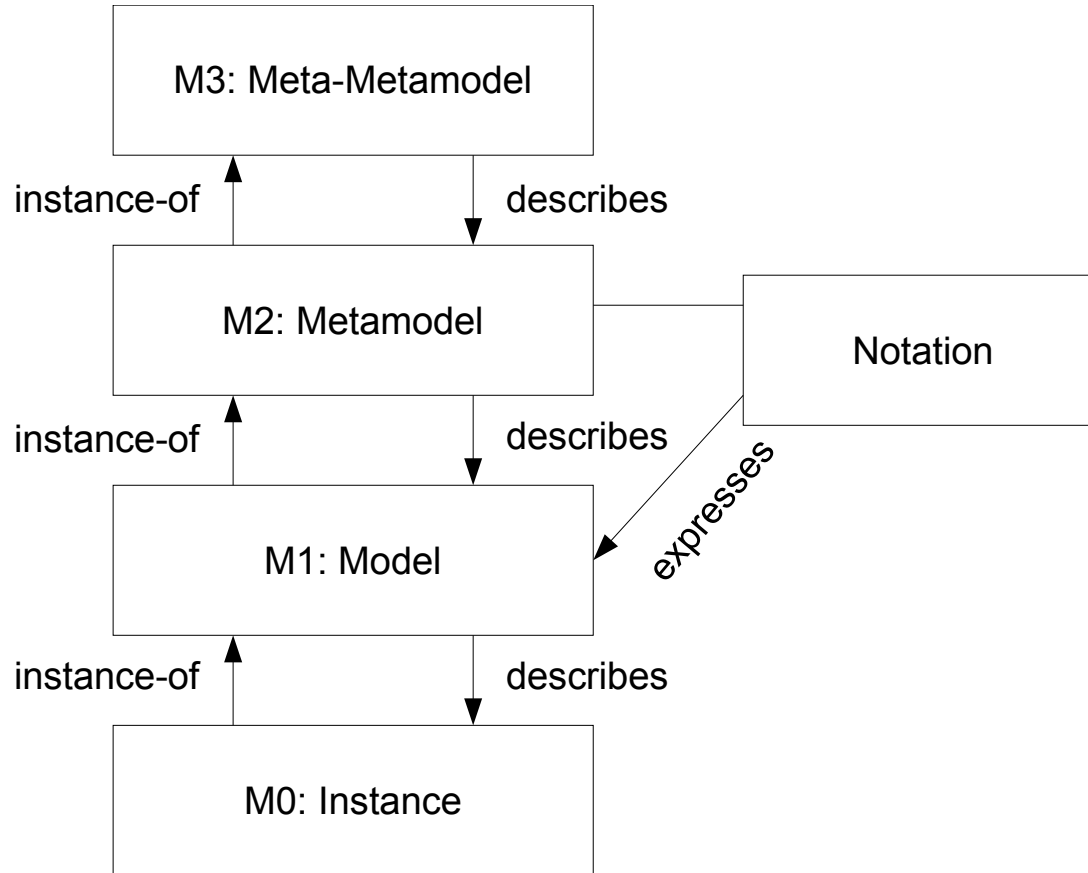 M3: Meta-Metamodel
instance-of
describes
M2: Metamodel
Notation
instance-of
describes
expresses
M1: Model
instance-of
describes
M0: Instance